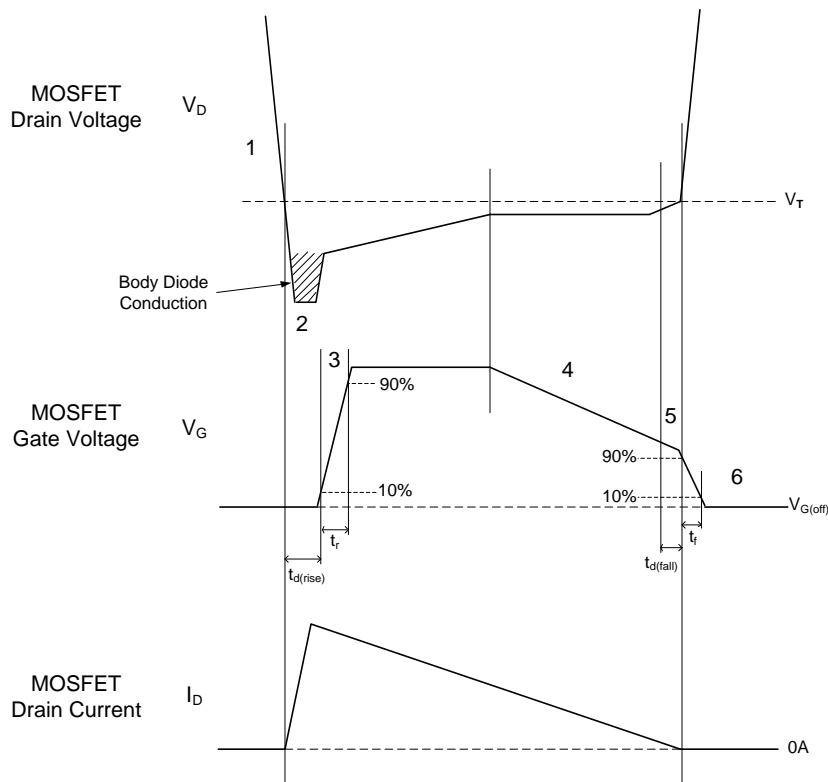 MOSFET
Drain Voltage
V_D
1
V_T
Body Diode
Conduction
2
3
4
90%
MOSFET
Gate Voltage
V_G
5
90%
6
10%
10%
V_G(off)
t_r
t_f
t_d(rise)
t_d(fall)
MOSFET
Drain Current
I_D
0A